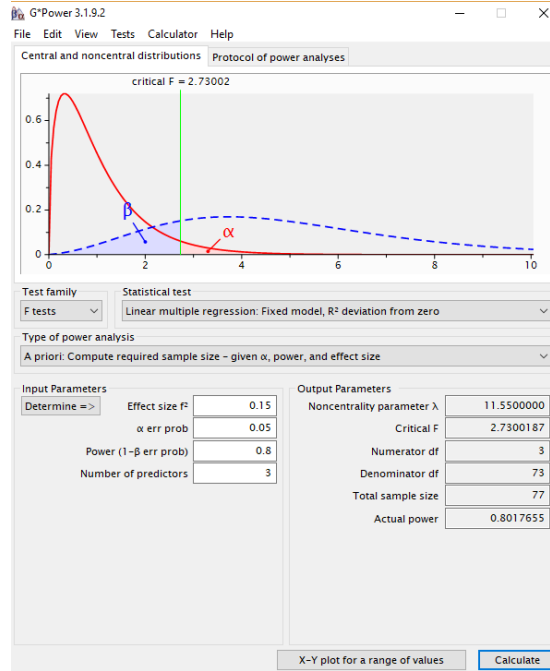 G*Power 3.1.9.2
File Edit View Tests Calculator Help
Central and noncentral distributions Protocol of power analyses
critical F = 2.73002
0.6
0.4
0.2
0
β
α
0 2 4 6 8 10
Test family Statistical test
F tests Linear multiple regression: Fixed model, R² deviation from zero
Type of power analysis
A priori: Compute required sample size – given α, power, and effect size
Input Parameters Output Parameters
Determine => Effect size f² 0.15 Noncentrality parameter λ 11.5500000
α err prob 0.05 Critical F 2.7300187
Power (1-β err prob) 0.8 Numerator df 3
Number of predictors 3 Denominator df 73
Total sample size 77
Actual power 0.8017655
X-Y plot for a range of values Calculate